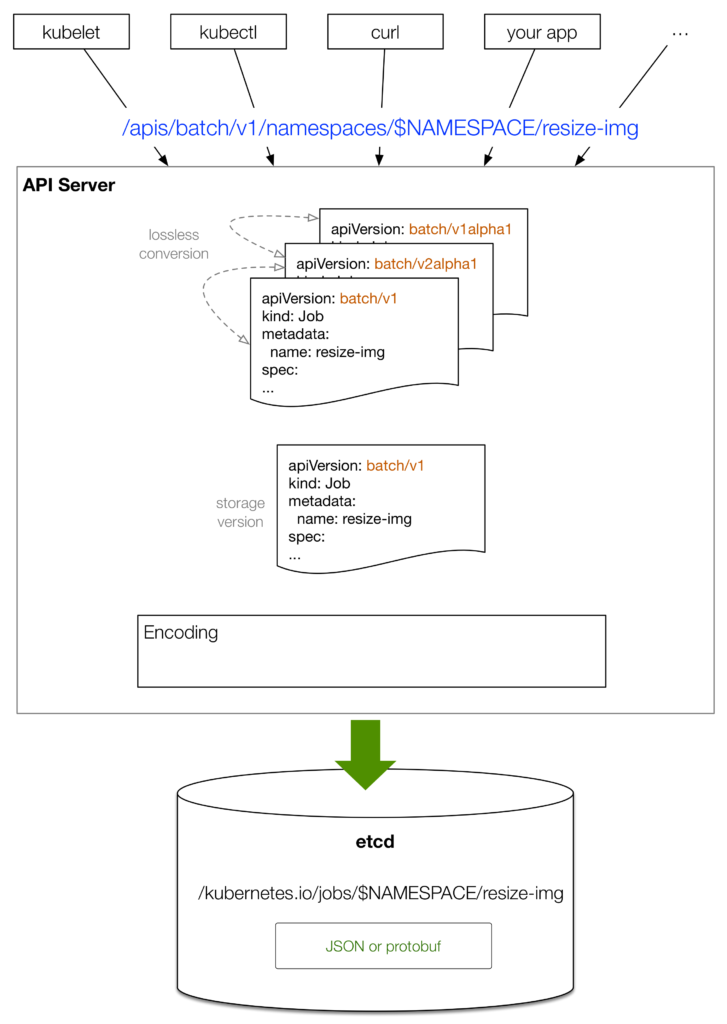 kubelet
kubectl
curl
your app
...
/apis/batch/v1/namespaces/$NAMESPACE/resize-img
API Server
lossless
conversion
apiVersion: batch/v1alpha1
apiVersion: batch/v2alpha1
apiVersion: batch/v1
kind: Job
metadata:
name: resize-img
spec:
...
storage
version
apiVersion: batch/v1
kind: Job
metadata:
name: resize-img
spec:
...
Encoding
etcd
/kubernetes.io/jobs/$NAMESPACE/resize-img
JSON or protobuf